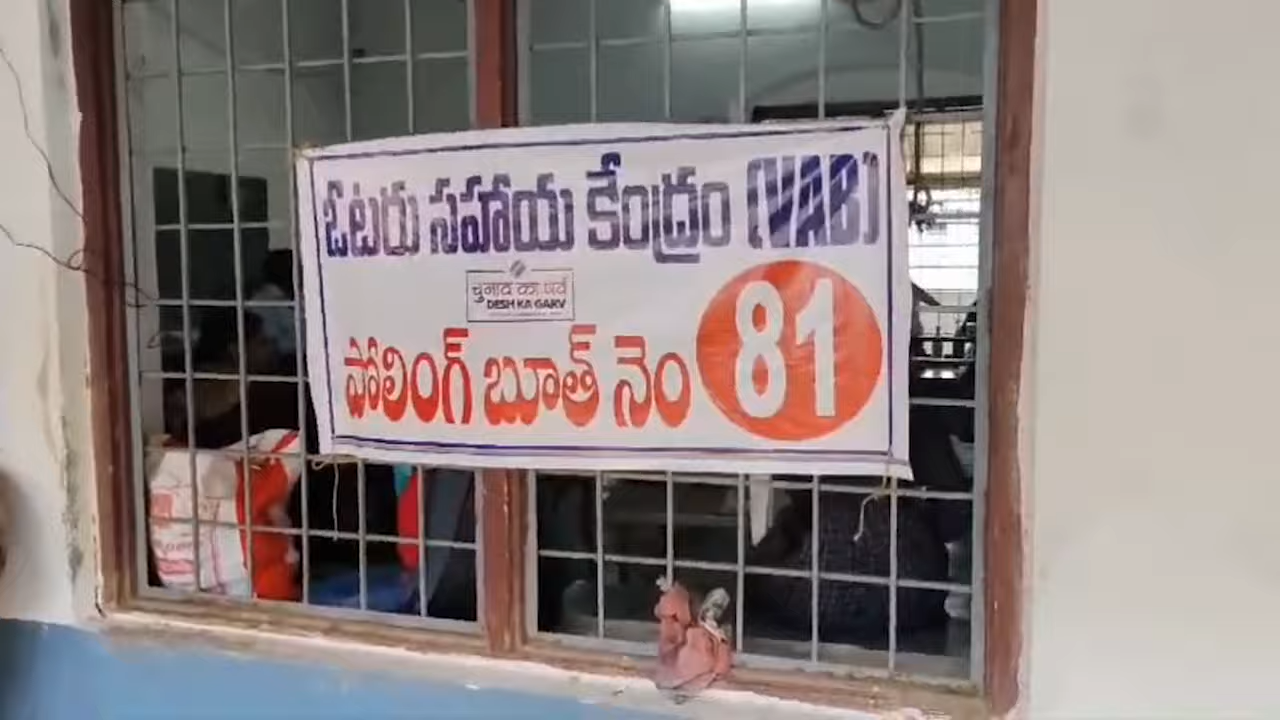 ఓటరు సహాయ కేంద్రం (VAB)
चुनाव का पर्व
DESH KA GARV
పోలింగ్ బూత్ నెం 81